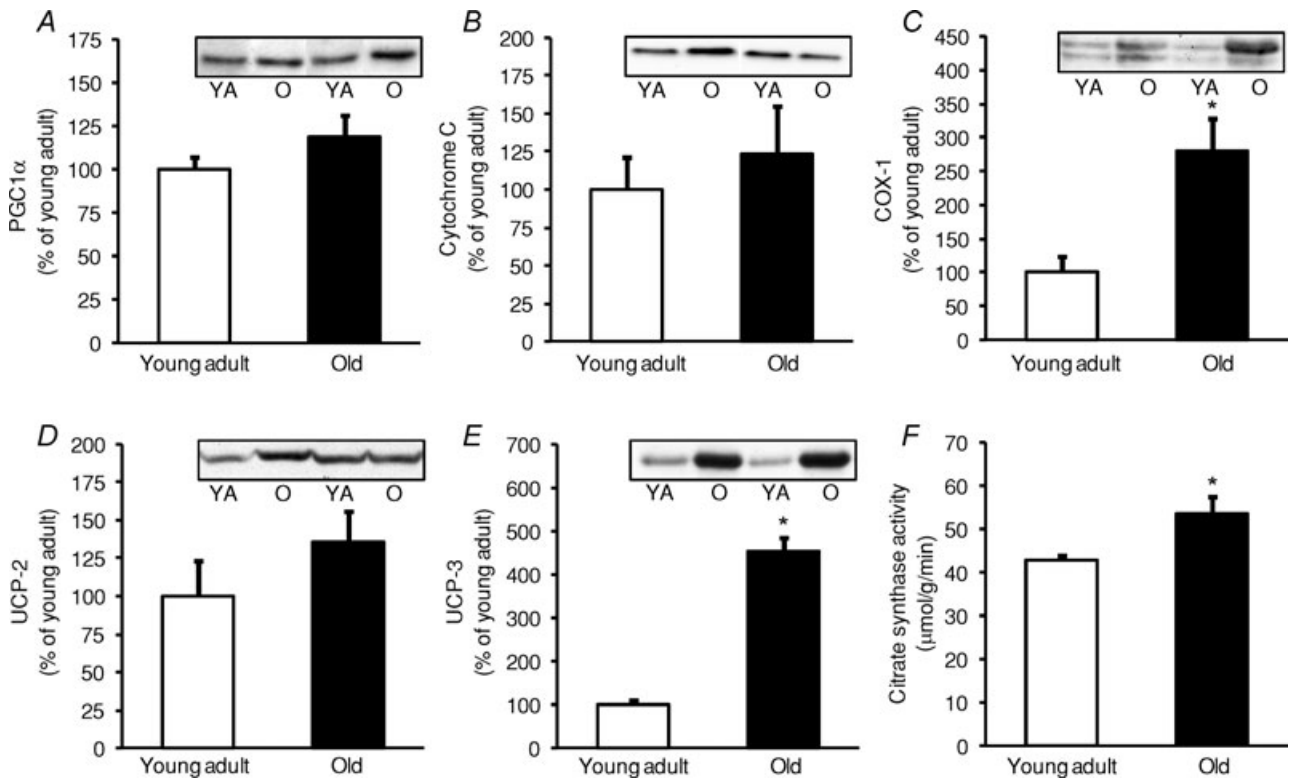 A
PGC1α
(% of young adult)
175
150
125
100
75
50
25
0
YA O YA O
Young adult Old
B
Cytochrome C
(% of young adult)
200
175
150
125
100
75
50
25
0
YA O YA O
Young adult Old
C
COX-1
(% of young adult)
450
400
350
300
250
200
150
100
50
0
YA O YA O
*
Young adult Old
D
UCP-2
(% of young adult)
200
175
150
125
100
75
50
25
0
YA O YA O
Young adult Old
E
UCP-3
(% of young adult)
700
600
500
400
300
200
100
0
YA O YA O
*
Young adult Old
F
Citrate synthase activity
(μmol/g/min)
70
60
50
40
30
20
10
0
*
Young adult Old